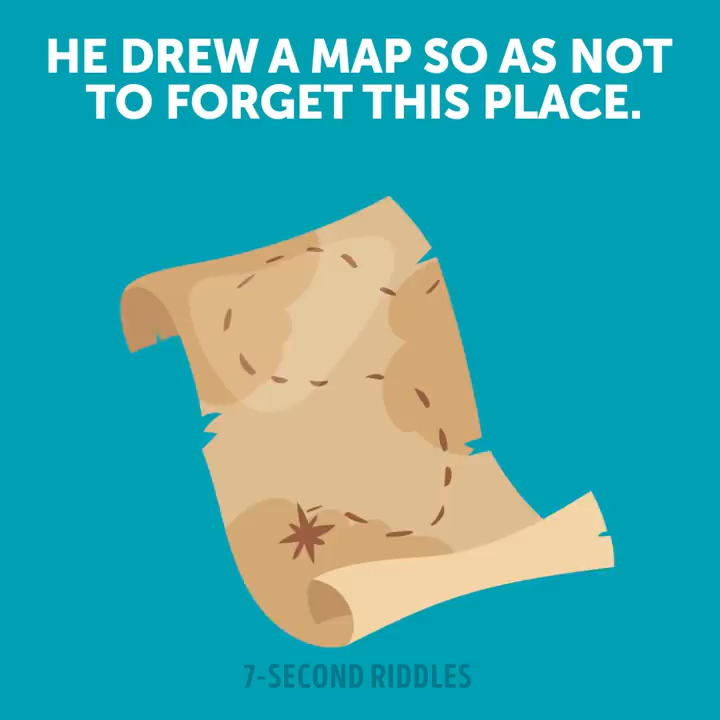 HE DREW A MAP SO AS NOT
TO FORGET THIS PLACE.
7-SECOND RIDDLES